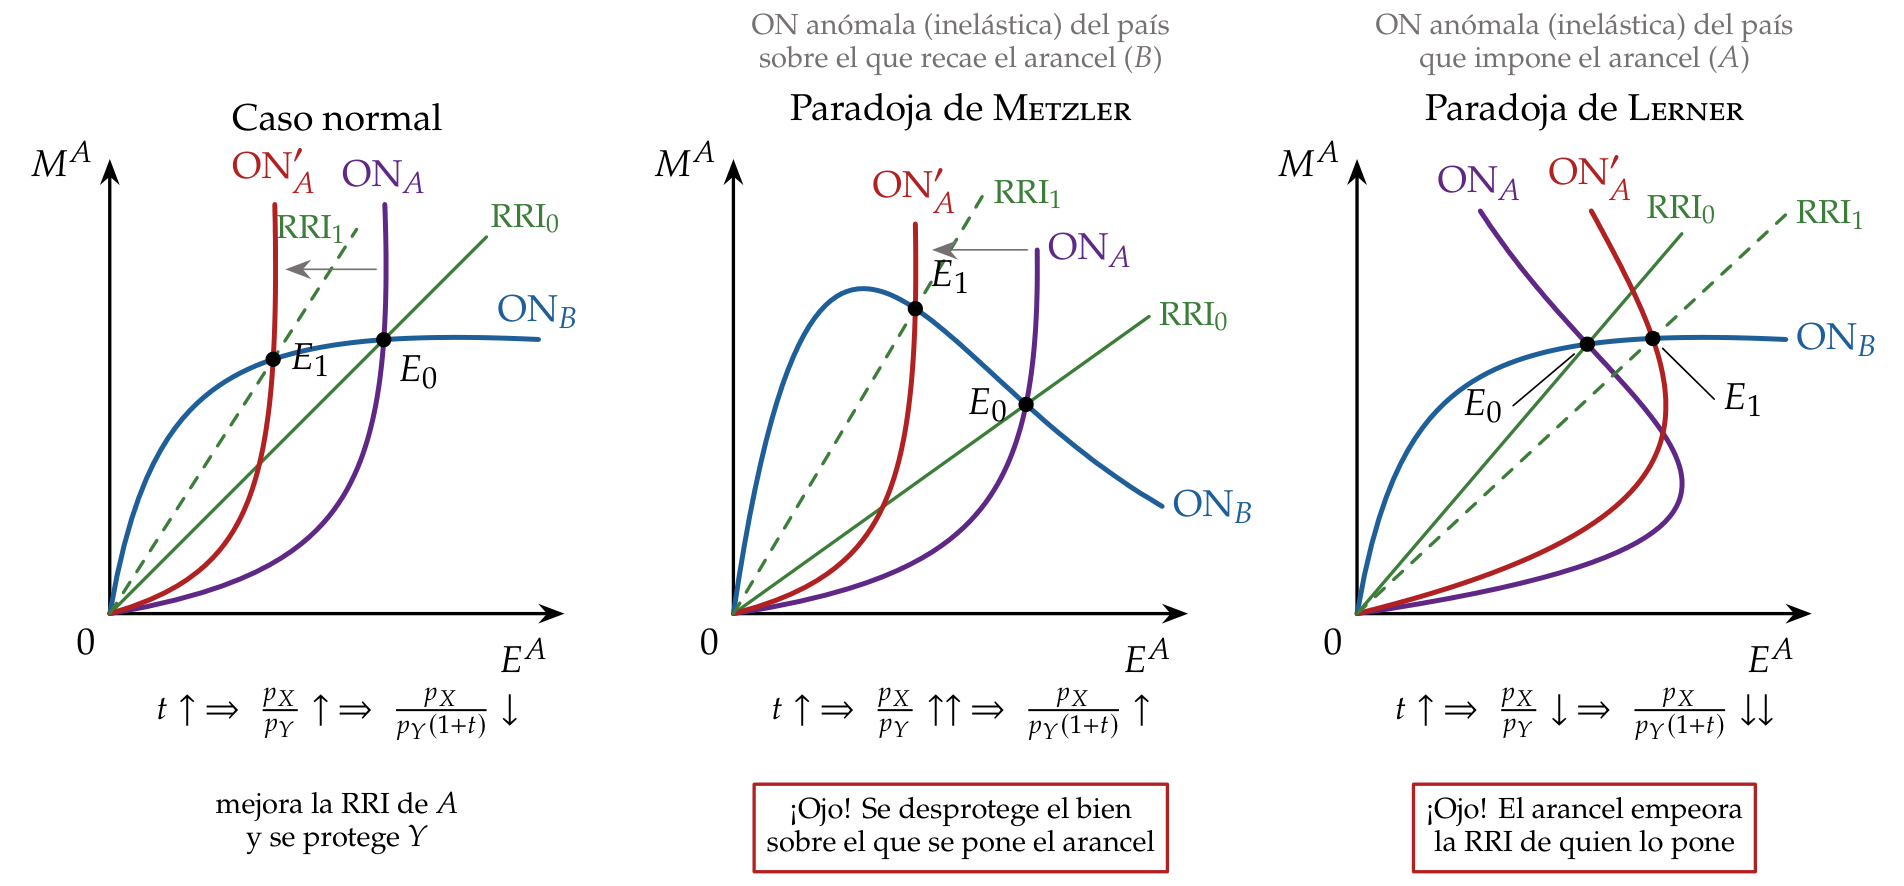 Caso normal
M^A
ON′_A
ON_A
RRI_1
RRI_0
ON_B
E_1
E_0
0
E^A
t ↑ ⇒ p_X/p_Y ↑ ⇒ p_X/p_Y(1+t) ↓
mejora la RRI de A
y se protege Y
ON anómala (inelástica) del país
sobre el que recae el arancel (B)
Paradoja de Metzler
M^A
ON′_A
RRI_1
ON_A
E_1
RRI_0
E_0
ON_B
0
E^A
t ↑ ⇒ p_X/p_Y ↑↑ ⇒ p_X/p_Y(1+t) ↑
¡Ojo! Se desprotege el bien
sobre el que se pone el arancel
ON anómala (inelástica) del país
que impone el arancel (A)
Paradoja de Lerner
M^A
ON_A
ON′_A
RRI_0
RRI_1
ON_B
E_0
E_1
0
E^A
t ↑ ⇒ p_X/p_Y ↓ ⇒ p_X/p_Y(1+t) ↓↓
¡Ojo! El arancel empeora
la RRI de quien lo pone